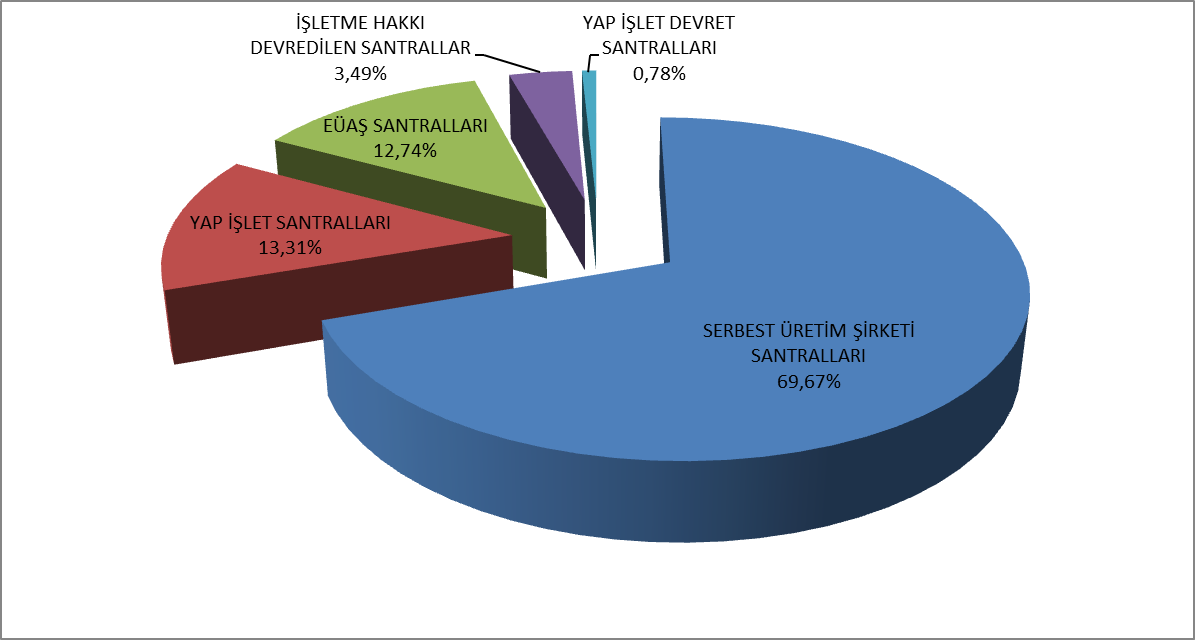 İŞLETME HAKKI
DEVREDİLEN SANTRALLAR
3,49%
YAP İŞLET DEVRET
SANTRALLARI
0,78%
EÜAŞ SANTRALLARI
12,74%
YAP İŞLET SANTRALLARI
13,31%
SERBEST ÜRETİM ŞİRKETİ
SANTRALLARI
69,67%